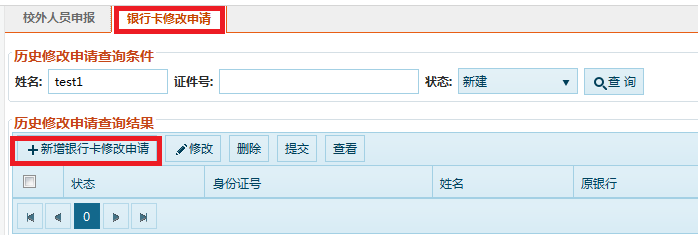 校外人员申报 银行卡修改申请
历史修改申请查询条件
姓名: test1 证件号: 状态: 新建 查 询
历史修改申请查询结果
新增银行卡修改申请 修改 删除 提交 查看
状态 身份证号 姓名 原银行
0